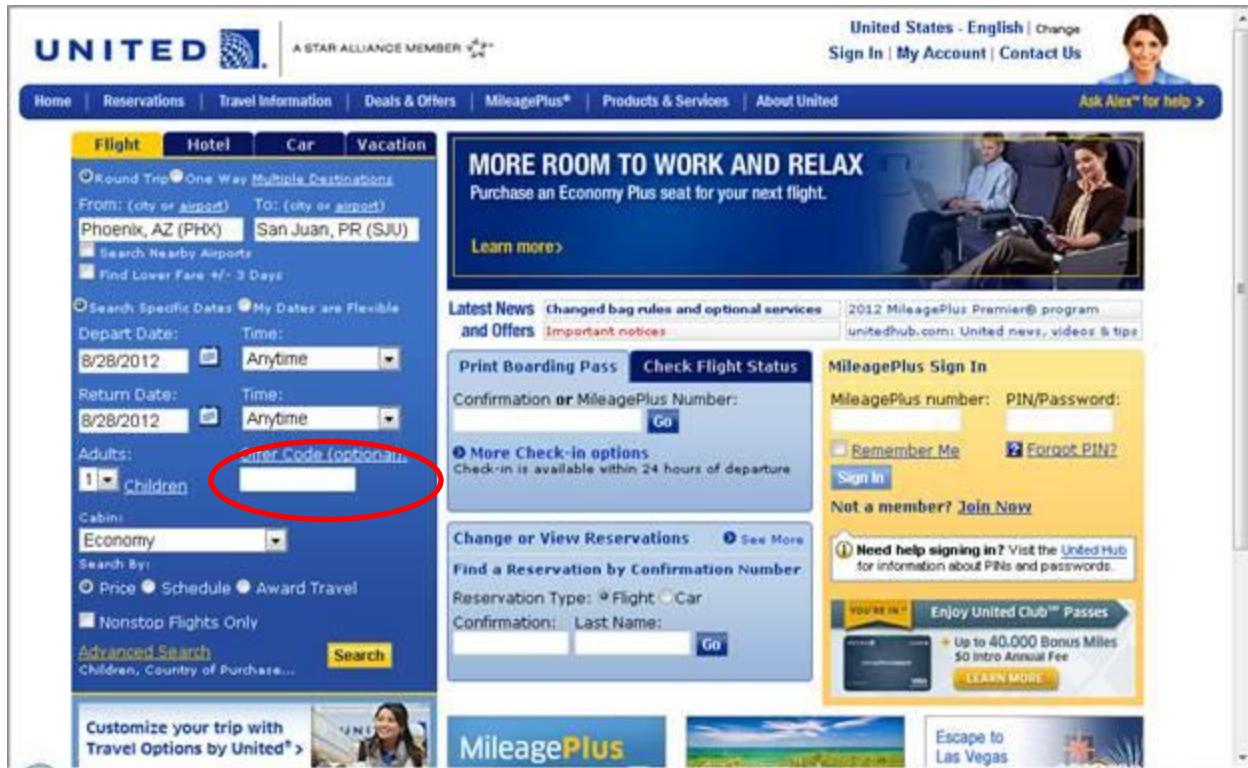 United States - English | Change
UNITED
A STAR ALLIANCE MEMBER
Sign In | My Account | Contact Us
Home | Reservations | Travel Information | Deals & Offers | MileagePlus® | Products & Services | About United
Ask Alex™ for help >
Flight Hotel Car Vacation
Round Trip One Way Multiple Destinations
From: (city or airport) To: (city or airport)
Phoenix, AZ (PHX) San Juan, PR (SJU)
Search Nearby Airports
Find Lower Fare +/- 3 Days
Search Specific Dates My Dates are Flexible
Depart Date: Time:
8/28/2012 Anytime
Return Date: Time:
8/28/2012 Anytime
Adults: Offer Code (optional):
1 Children
Cabin:
Economy
Search By:
Price Schedule Award Travel
Nonstop Flights Only
Advanced Search
Search
Children, Country of Purchase...
Customize your trip with
Travel Options by United® >
UNI
MORE ROOM TO WORK AND RELAX
Purchase an Economy Plus seat for your next flight.
Learn more>
Latest News
and Offers
Changed bag rules and optional services
2012 MileagePlus Premier® program
Important notices
unitedhub.com: United news, videos & tips
Print Boarding Pass Check Flight Status
Confirmation or MileagePlus Number:
Go
More Check-in options
Check-in is available within 24 hours of departure
Change or View Reservations See More
Find a Reservation by Confirmation Number
Reservation Type: Flight Car
Confirmation: Last Name:
Go
MileagePlus
MileagePlus Sign In
MileagePlus number: PIN/Password:
Remember Me ? Forgot PIN?
Sign In
Not a member? Join Now
Need help signing in? Visit the United Hub
for information about PINs and passwords.
YOU'RE IN™
Enjoy United Club℠ Passes
+ Up to 40,000 Bonus Miles
$0 Intro Annual Fee
LEARN MORE
VISA
Escape to
Las Vegas